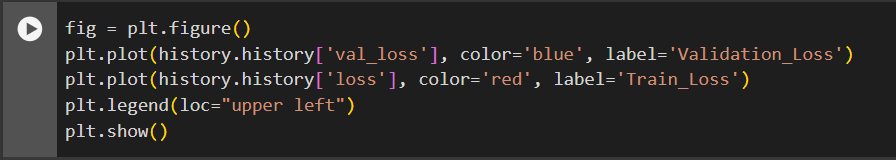 fig = plt.figure()
plt.plot(history.history['val_loss'], color='blue', label='Validation_Loss')
plt.plot(history.history['loss'], color='red', label='Train_Loss')
plt.legend(loc="upper left")
plt.show()